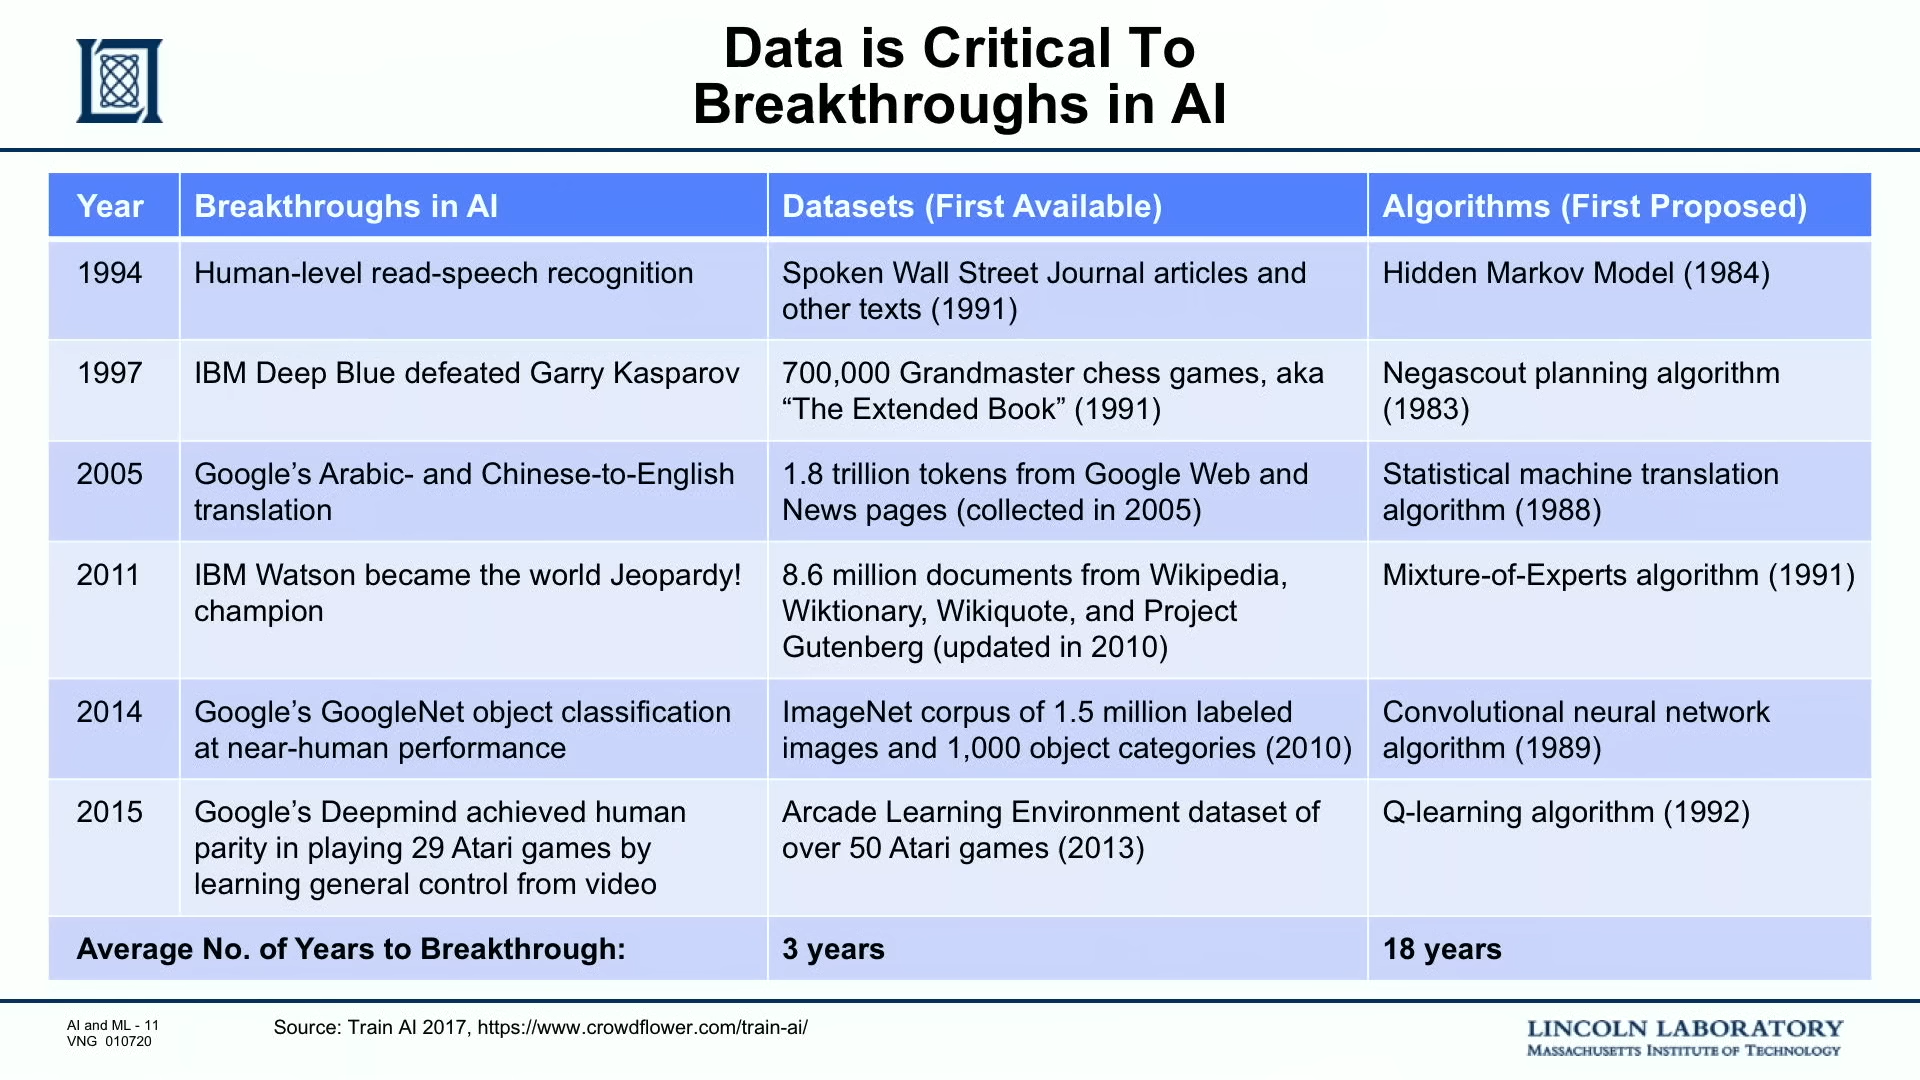 Data is Critical To
Breakthroughs in AI
Year
Breakthroughs in AI
Datasets (First Available)
Algorithms (First Proposed)
1994
Human-level read-speech recognition
Spoken Wall Street Journal articles and
other texts (1991)
Hidden Markov Model (1984)
1997
IBM Deep Blue defeated Garry Kasparov
700,000 Grandmaster chess games, aka
“The Extended Book” (1991)
Negascout planning algorithm
(1983)
2005
Google’s Arabic- and Chinese-to-English
translation
1.8 trillion tokens from Google Web and
News pages (collected in 2005)
Statistical machine translation
algorithm (1988)
2011
IBM Watson became the world Jeopardy!
champion
8.6 million documents from Wikipedia,
Wiktionary, Wikiquote, and Project
Gutenberg (updated in 2010)
Mixture-of-Experts algorithm (1991)
2014
Google’s GoogleNet object classification
at near-human performance
ImageNet corpus of 1.5 million labeled
images and 1,000 object categories (2010)
Convolutional neural network
algorithm (1989)
2015
Google’s Deepmind achieved human
parity in playing 29 Atari games by
learning general control from video
Arcade Learning Environment dataset of
over 50 Atari games (2013)
Q-learning algorithm (1992)
Average No. of Years to Breakthrough:
3 years
18 years
AI and ML - 11
VNG 010720
Source: Train AI 2017, https://www.crowdflower.com/train-ai/
LINCOLN LABORATORY
MASSACHUSETTS INSTITUTE OF TECHNOLOGY